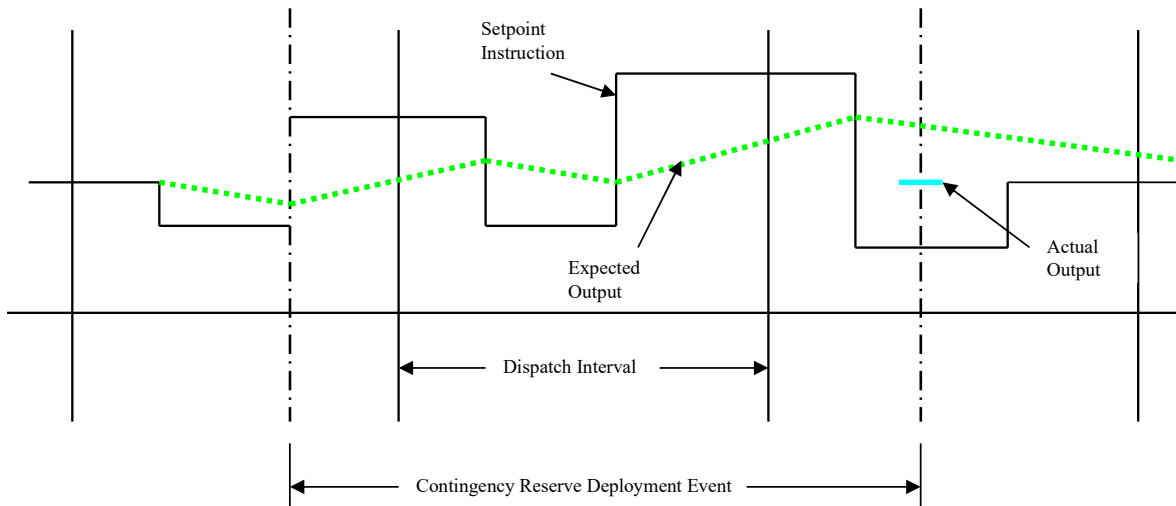 Setpoint
Instruction
Expected
Output
Actual
Output
Dispatch Interval
Contingency Reserve Deployment Event